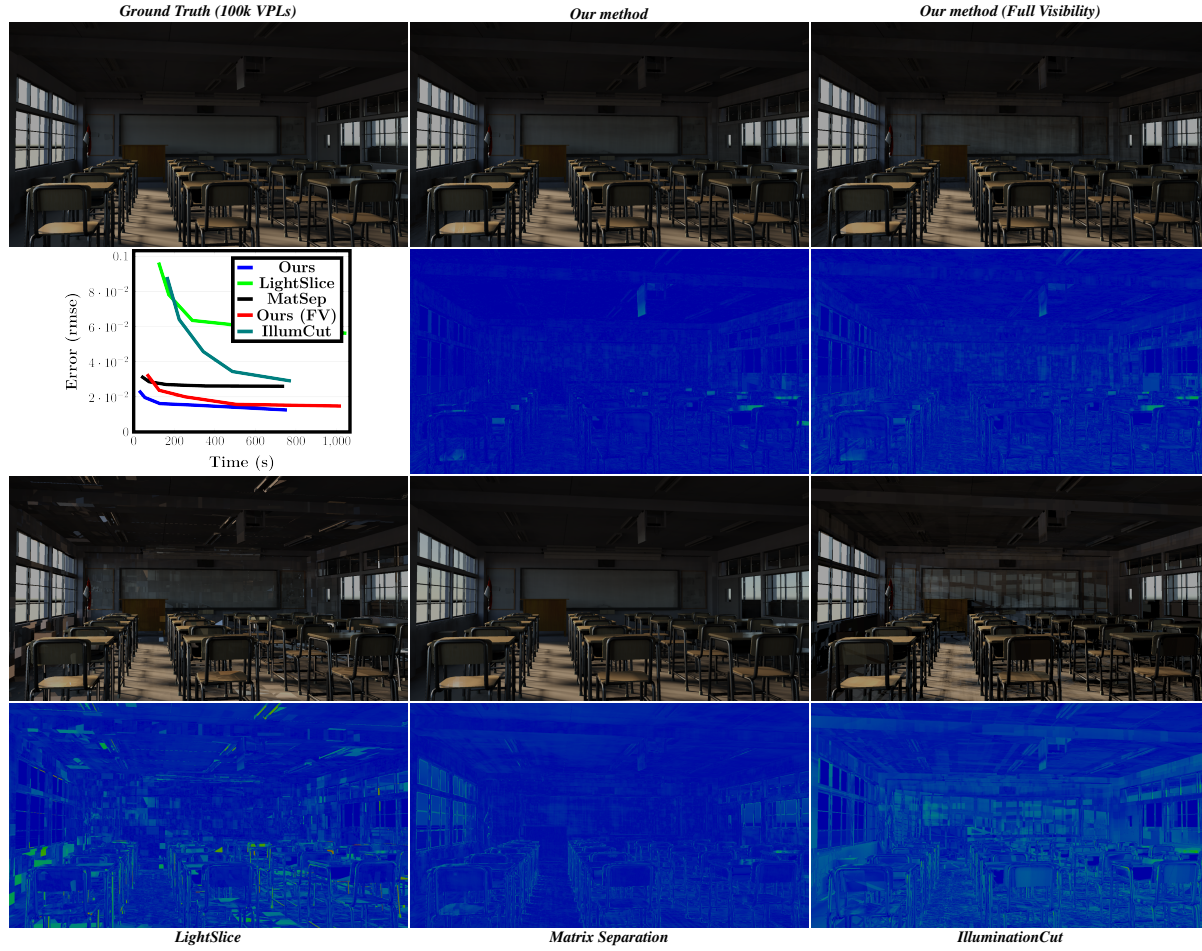 Ground Truth (100k VPLs)
Our method
Our method (Full Visibility)
0.1
8 · 10⁻²
6 · 10⁻²
4 · 10⁻²
2 · 10⁻²
0
Error (rmse)
Ours
LightSlice
MatSep
Ours (FV)
IllumCut
0 200 400 600 800 1,000
Time (s)
LightSlice
Matrix Separation
IlluminationCut